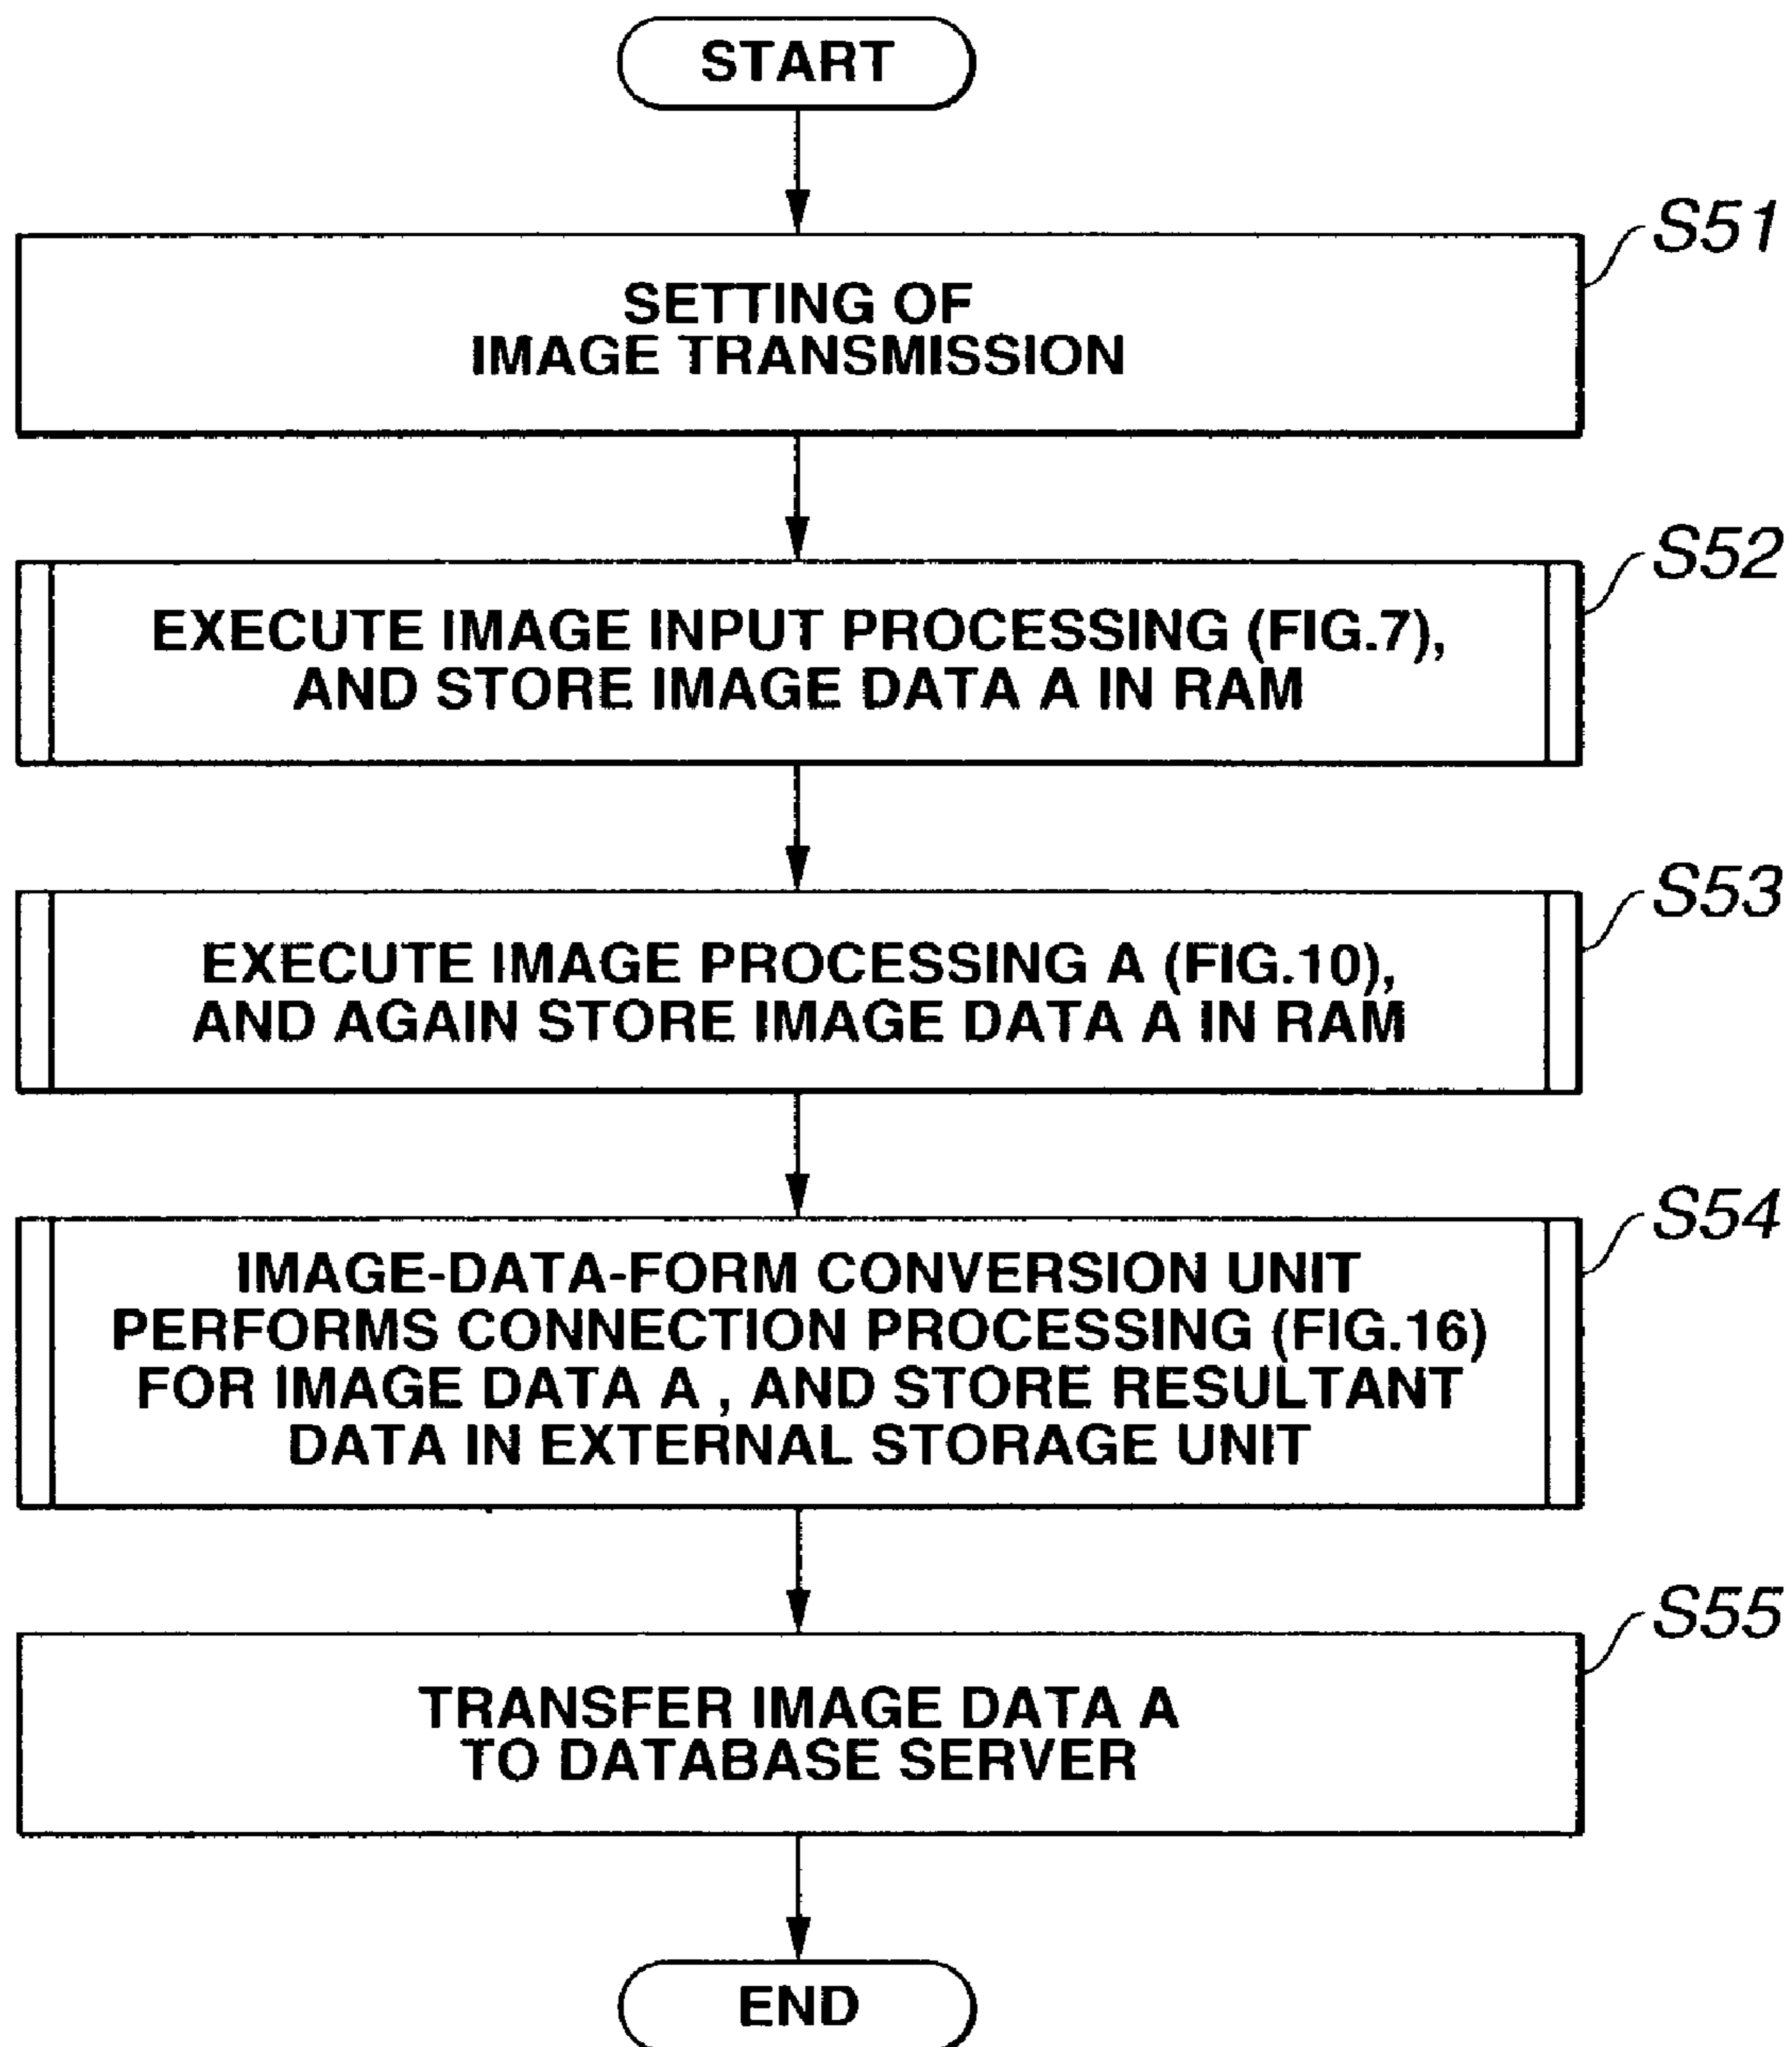 START
S51
SETTING OF
IMAGE TRANSMISSION
S52
EXECUTE IMAGE INPUT PROCESSING (FIG.7),
AND STORE IMAGE DATA A IN RAM
S53
EXECUTE IMAGE PROCESSING A (FIG.10),
AND AGAIN STORE IMAGE DATA A IN RAM
S54
IMAGE-DATA-FORM CONVERSION UNIT
PERFORMS CONNECTION PROCESSING (FIG.16)
FOR IMAGE DATA A , AND STORE RESULTANT
DATA IN EXTERNAL STORAGE UNIT
S55
TRANSFER IMAGE DATA A
TO DATABASE SERVER
END